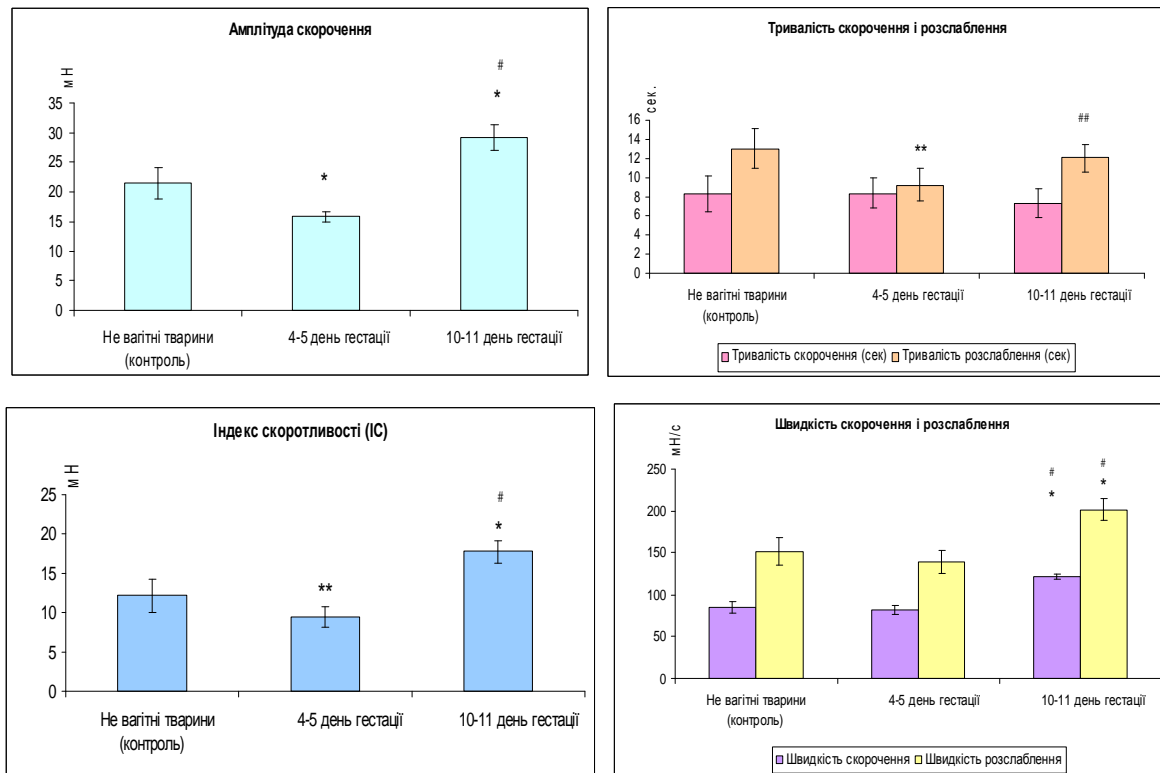 Амплітуда скорочення
мН
35
30
25
20
15
10
5
0
#
*
*
Не вагітні тварини
(контроль)
4-5 день гестації
10-11 день гестації
Тривалість скорочення і розслаблення
сек.
16
14
12
10
8
6
4
2
0
**
##
Не вагітні тварини
(контроль)
4-5 день гестації
10-11 день гестації
Тривалість скорочення (сек)
Тривалість розслаблення (сек)
Індекс скоротливості (ІС)
мН
25
20
15
10
5
0
**
#
*
Не вагітні тварини
(контроль)
4-5 день гестації
10-11 день гестації
Швидкість скорочення і розслаблення
мН/с
250
200
150
100
50
0
#
*
#
*
Не вагітні тварини
(контроль)
4-5 день гестації
10-11 день гестації
Швидкість скорочення
Швидкість розслаблення